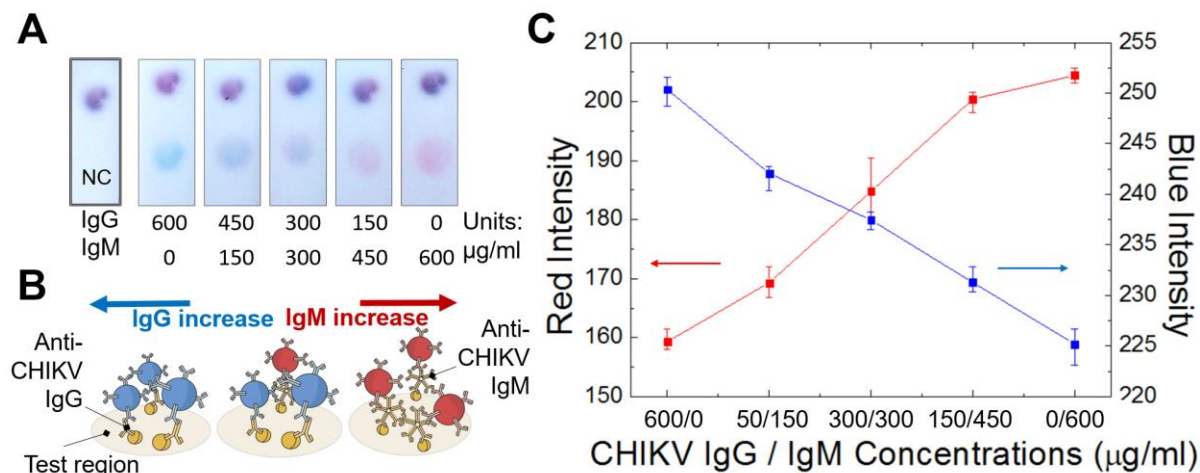 A
NC
IgG 600 450 300 150 0 Units:
IgM 0 150 300 450 600 µg/ml
B
IgG increase IgM increase
Anti-
CHIKV
IgG
Anti-
CHIKV
IgM
Test region
C
210
200
190
180
170
160
150
Red Intensity
255
250
245
240
235
230
225
220
Blue Intensity
600/0 50/150 300/300 150/450 0/600
CHIKV IgG / IgM Concentrations (µg/ml)